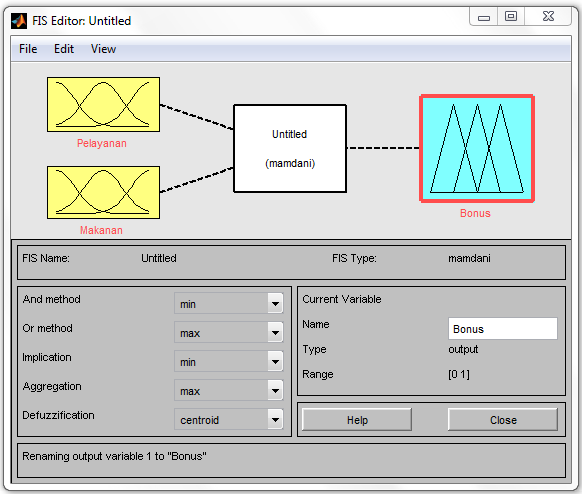 FIS Editor: Untitled
File Edit View
Pelayanan
Makanan
Untitled
(mamdani)
Bonus
FIS Name: Untitled FIS Type: mamdani
And method min
Or method max
Implication min
Aggregation max
Defuzzification centroid
Current Variable
Name Bonus
Type output
Range [0 1]
Help Close
Renaming output variable 1 to "Bonus"